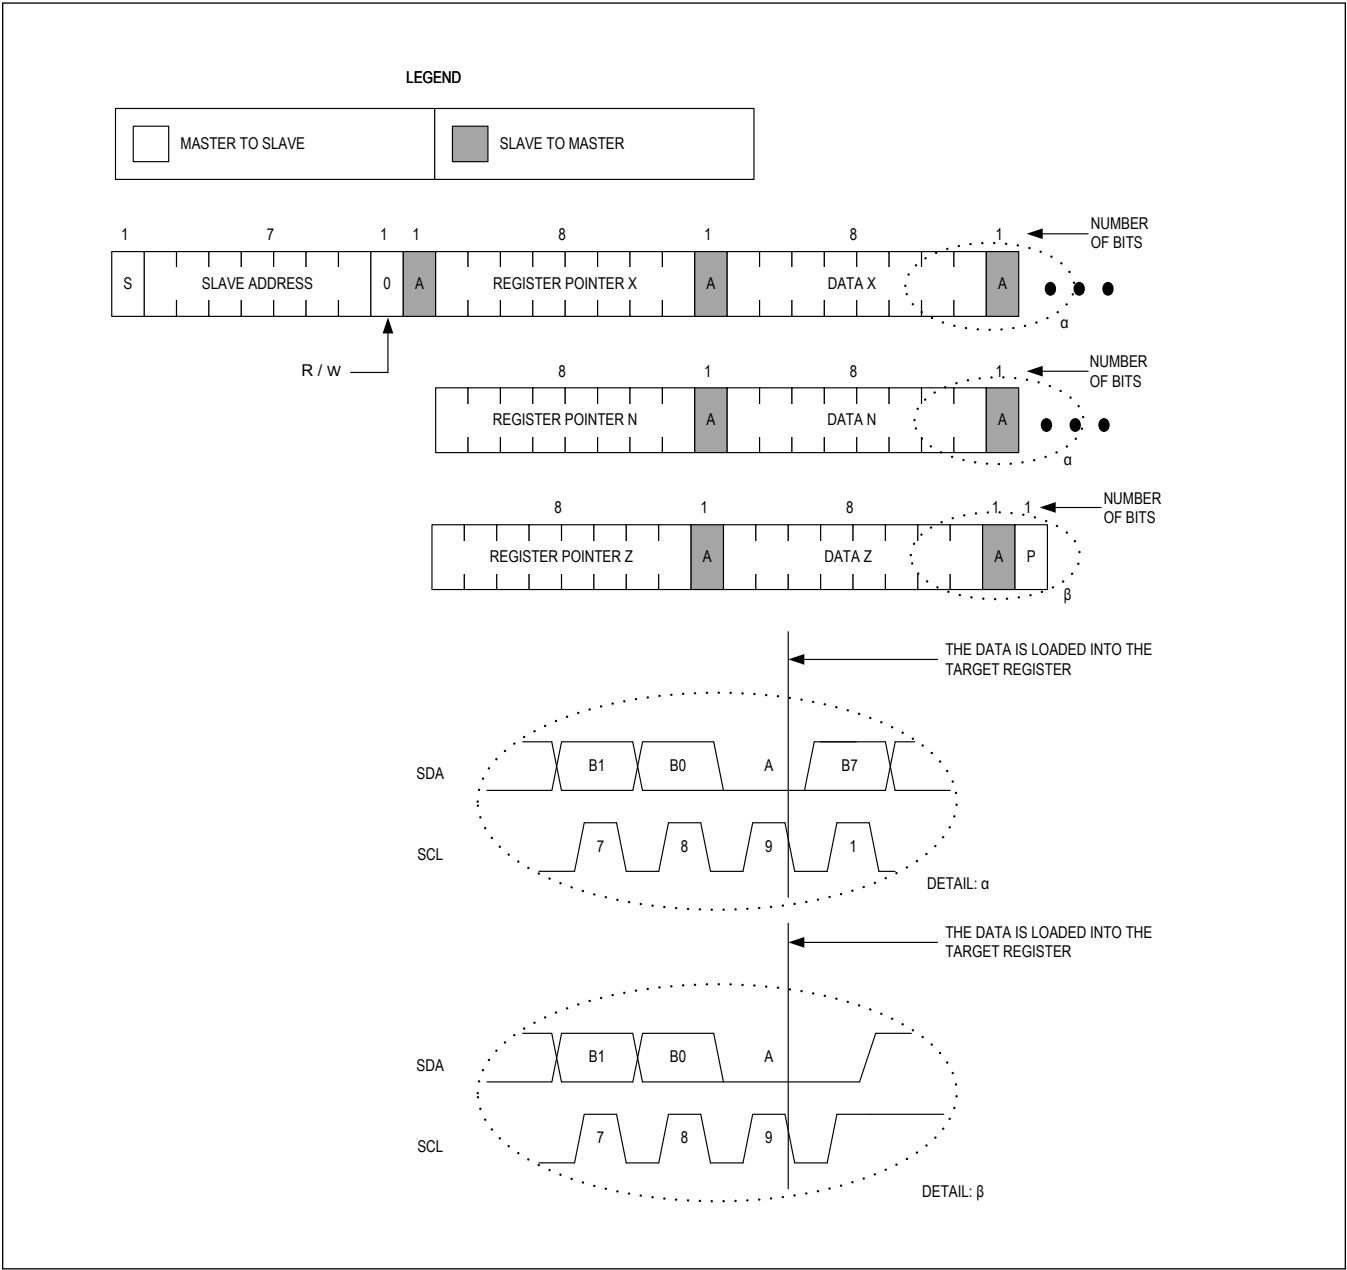 LEGEND
MASTER TO SLAVE SLAVE TO MASTER
1 7 1 1 8 1 8 1 NUMBER
OF BITS
S SLAVE ADDRESS 0 A REGISTER POINTER X A DATA X A
α
R / W
8 1 8 1 NUMBER
OF BITS
REGISTER POINTER N A DATA N A
α
8 1 8 1 1 NUMBER
OF BITS
REGISTER POINTER Z A DATA Z A P
β
THE DATA IS LOADED INTO THE
TARGET REGISTER
SDA B1 B0 A B7
SCL 7 8 9 1
DETAIL: α
THE DATA IS LOADED INTO THE
TARGET REGISTER
SDA B1 B0 A
SCL 7 8 9
DETAIL: β